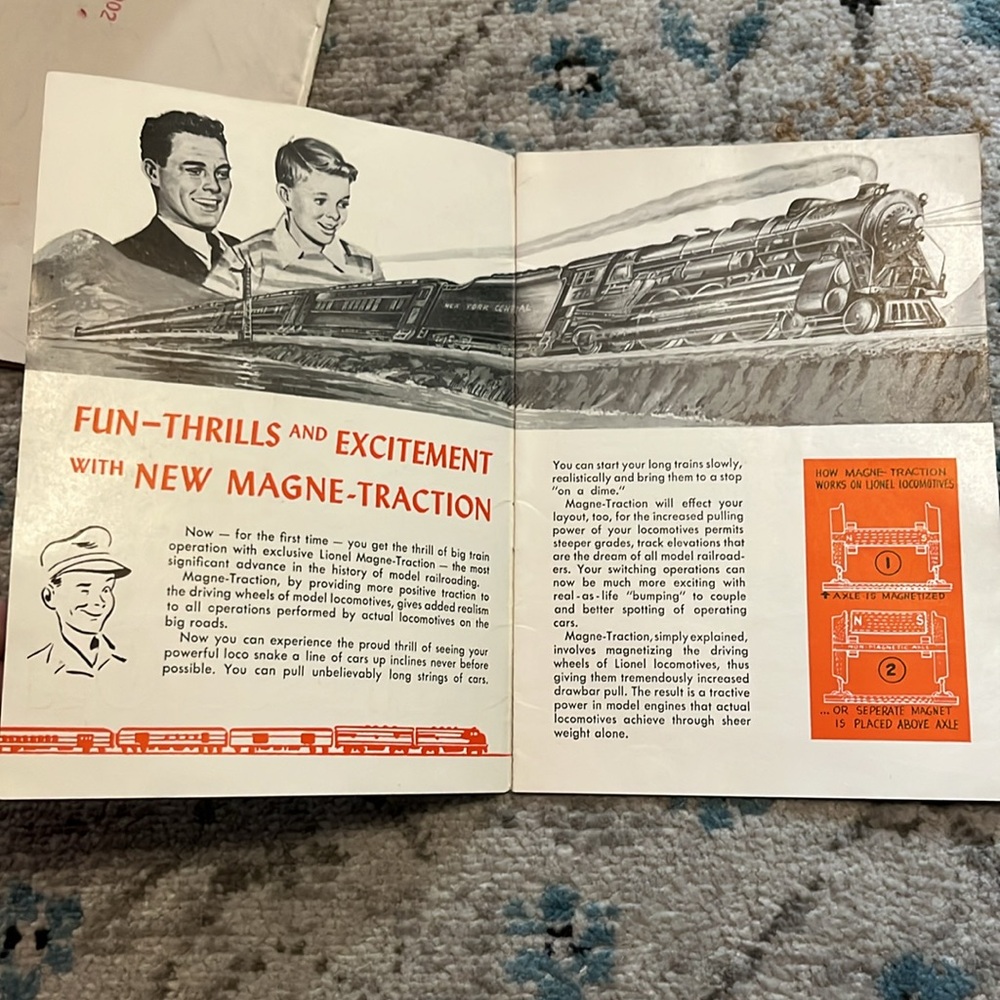 002
NEW YORK CENTRAL
FUN-THRILLS AND EXCITEMENT
WITH NEW MAGNE-TRACTION
Now — for the first time — you get the thrill of big train
operation with exclusive Lionel Magne-Traction — the most
significant advance in the history of model railroading.
Magne-Traction, by providing more positive traction to
the driving wheels of model locomotives, gives added realism
to all operations performed by actual locomotives on the
big roads.
Now you can experience the proud thrill of seeing your
powerful loco snake a line of cars up inclines never before
possible. You can pull unbelievably long strings of cars.
You can start your long trains slowly,
realistically and bring them to a stop
"on a dime."
Magne-Traction will effect your
layout, too, for the increased pulling
power of your locomotives permits
steeper grades, track elevations that
are the dream of all model railroad-
ers. Your switching operations can
now be much more exciting with
real-as-life "bumping" to couple
and better spotting of operating
cars.
Magne-Traction, simply explained,
involves magnetizing the driving
wheels of Lionel locomotives, thus
giving them tremendously increased
drawbar pull. The result is a tractive
power in model engines that actual
locomotives achieve through sheer
weight alone.
HOW MAGNE-TRACTION
WORKS ON LIONEL LOCOMOTIVES
N S
1
AXLE IS MAGNETIZED
N S
NON-MAGNETIC AXLE
2
...OR SEPERATE MAGNET
IS PLACED ABOVE AXLE